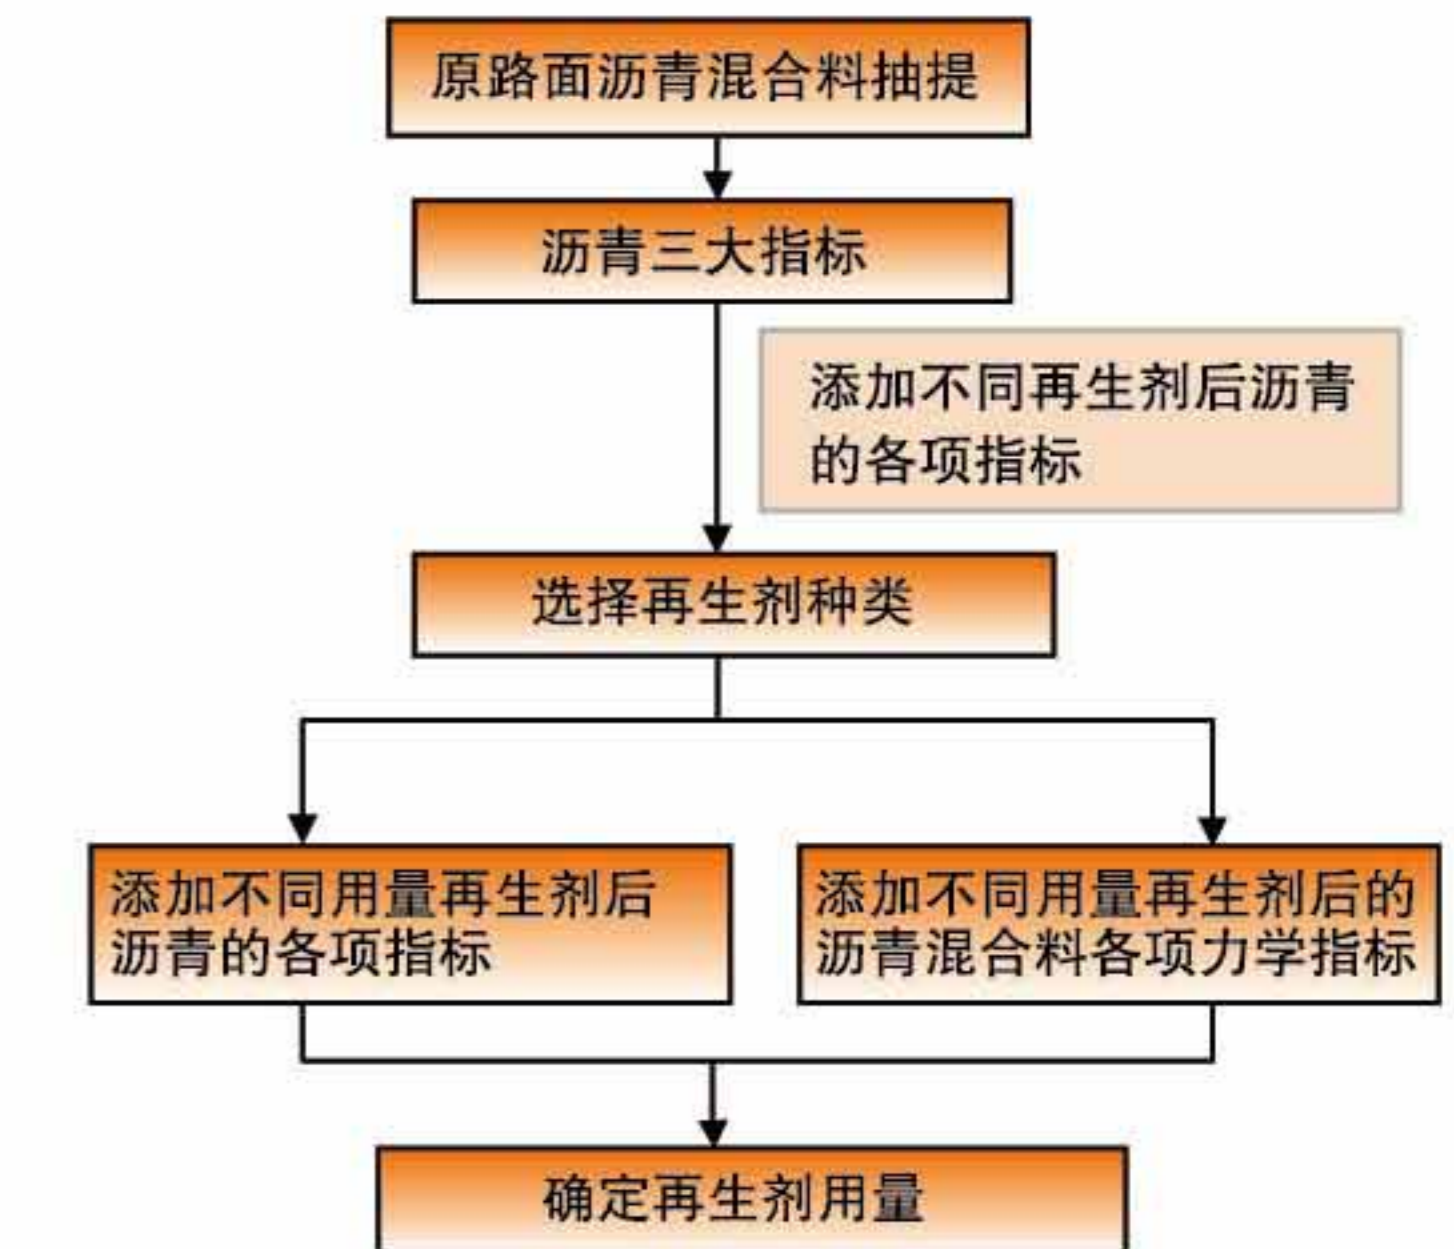 原路面沥青混合料抽提
沥青三大指标
添加不同再生剂后沥青
的各项指标
选择再生剂种类
添加不同用量再生剂后
沥青的各项指标
添加不同用量再生剂后的
沥青混合料各项力学指标
确定再生剂用量